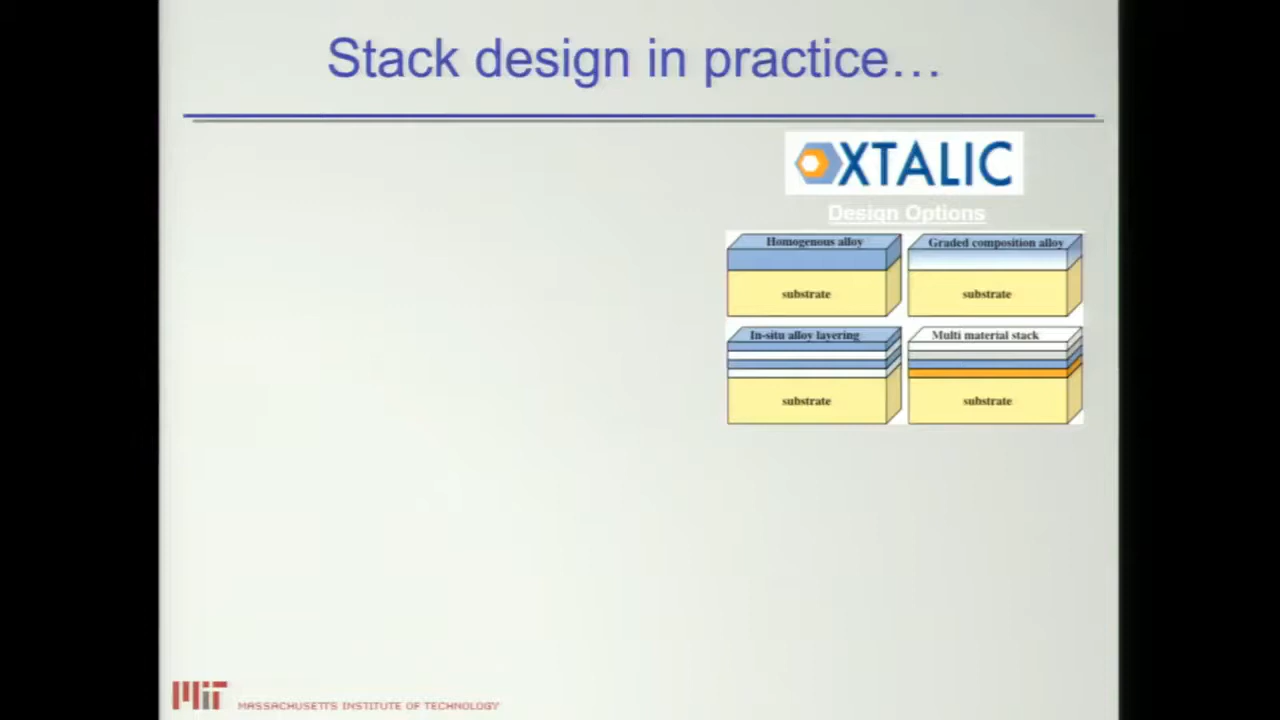 Stack design in practice…
XTALIC
Design Options
Homogenous alloy
substrate
Graded composition alloy
substrate
In-situ alloy layering
substrate
Multi material stack
substrate
MIT MASSACHUSETTS INSTITUTE OF TECHNOLOGY